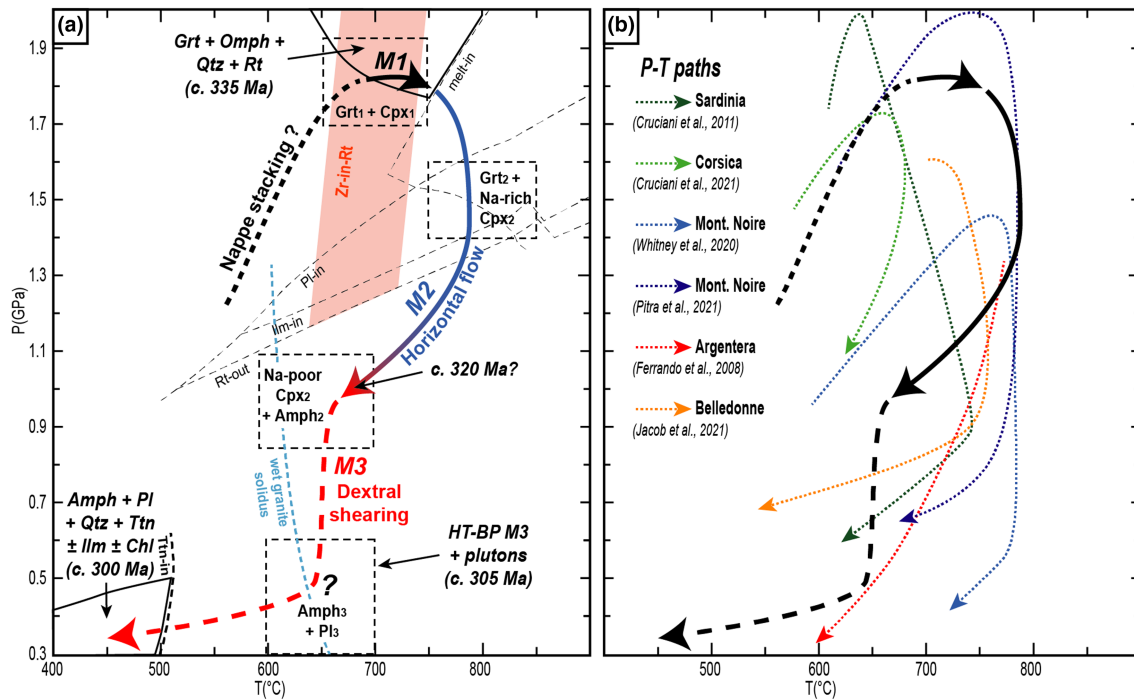 (a)
Grt + Omph +
Qtz + Rt
(c. 335 Ma)
M1
melt-in
Grt₁ + Cpx₁
Nappe stacking ?
Zr-in-Rt
Grt₂ +
Na-rich
Cpx₂
Pl-in
Ilm-in
Rt-out
M2
Horizontal flow
c. 320 Ma?
Na-poor
Cpx₂
+ Amph₂
wet granite
solidus
M3
Dextral
shearing
Amph + Pl
+ Qtz + Ttn
± Ilm ± Chl
(c. 300 Ma)
Ttn-in
HT-BP M3
+ plutons
(c. 305 Ma)
?
Amph₃
+ Pl₃
P(GPa)
1.9
1.7
1.5
1.3
1.1
0.9
0.7
0.5
0.3
400
500
600
700
800
T(°C)
(b)
P-T paths
Sardinia
(Cruciani et al., 2011)
Corsica
(Cruciani et al., 2021)
Mont. Noire
(Whitney et al., 2020)
Mont. Noire
(Pitra et al., 2021)
Argentera
(Ferrando et al., 2008)
Belledonne
(Jacob et al., 2021)
500
600
700
800
T(°C)